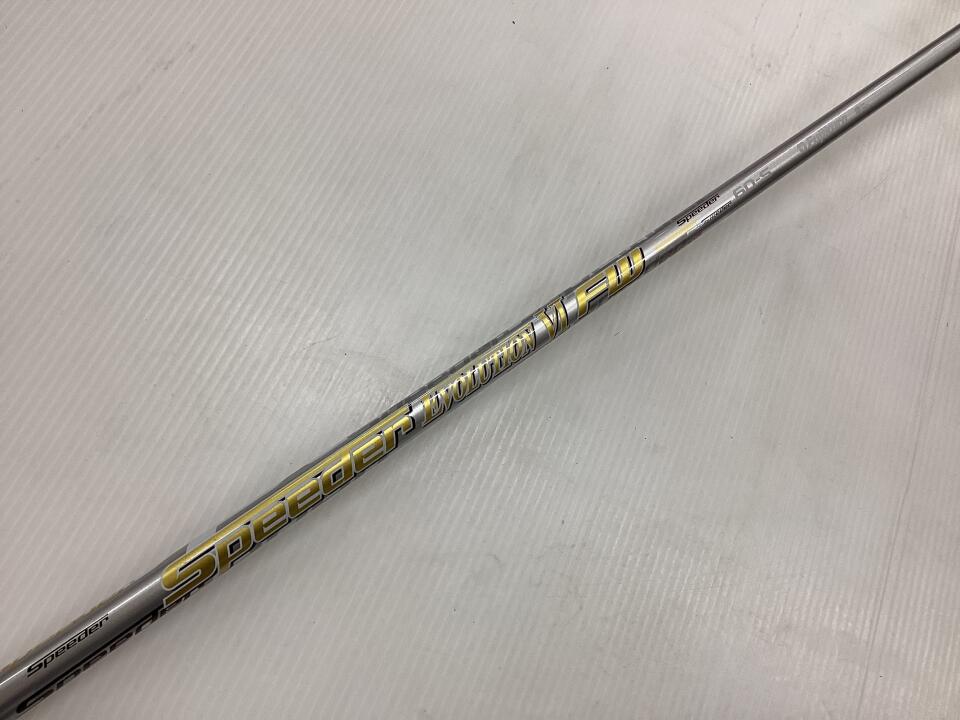 Speeder EVOLUTION VI FW
Speeder
Speeder
60-S